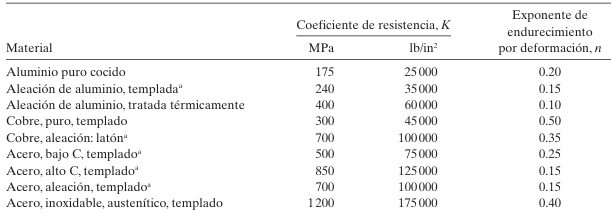 Exponente de
Coeficiente de resistencia, K endurecimiento
Material MPa lb/in² por deformación, n
Aluminio puro cocido 175 25 000 0.20
Aleación de aluminio, templadaª 240 35 000 0.15
Aleación de aluminio, tratada térmicamente 400 60 000 0.10
Cobre, puro, templado 300 45 000 0.50
Cobre, aleación: latónª 700 100 000 0.35
Acero, bajo C, templadoª 500 75 000 0.25
Acero, alto C, templadoª 850 125 000 0.15
Acero, aleación, templadoª 700 100 000 0.15
Acero, inoxidable, austenítico, templado 1 200 175 000 0.40